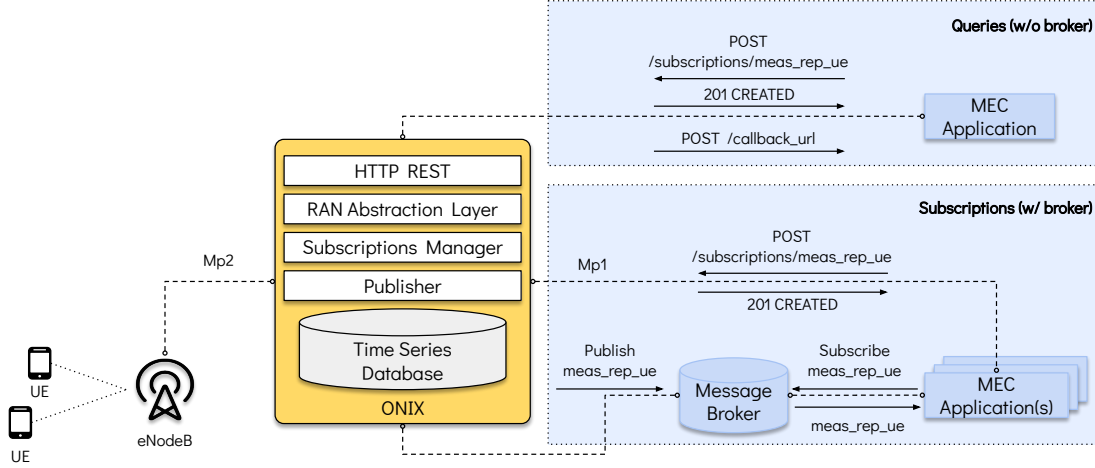 Queries (w/o broker)
POST
/subscriptions/meas_rep_ue
201 CREATED
POST /callback_url
MEC
Application
HTTP REST
RAN Abstraction Layer
Subscriptions Manager
Publisher
Time Series
Database
ONIX
Mp2
Mp1
UE
UE
eNodeB
Subscriptions (w/ broker)
POST
/subscriptions/meas_rep_ue
201 CREATED
Publish
meas_rep_ue
Message
Broker
Subscribe
meas_rep_ue
meas_rep_ue
MEC
Application(s)